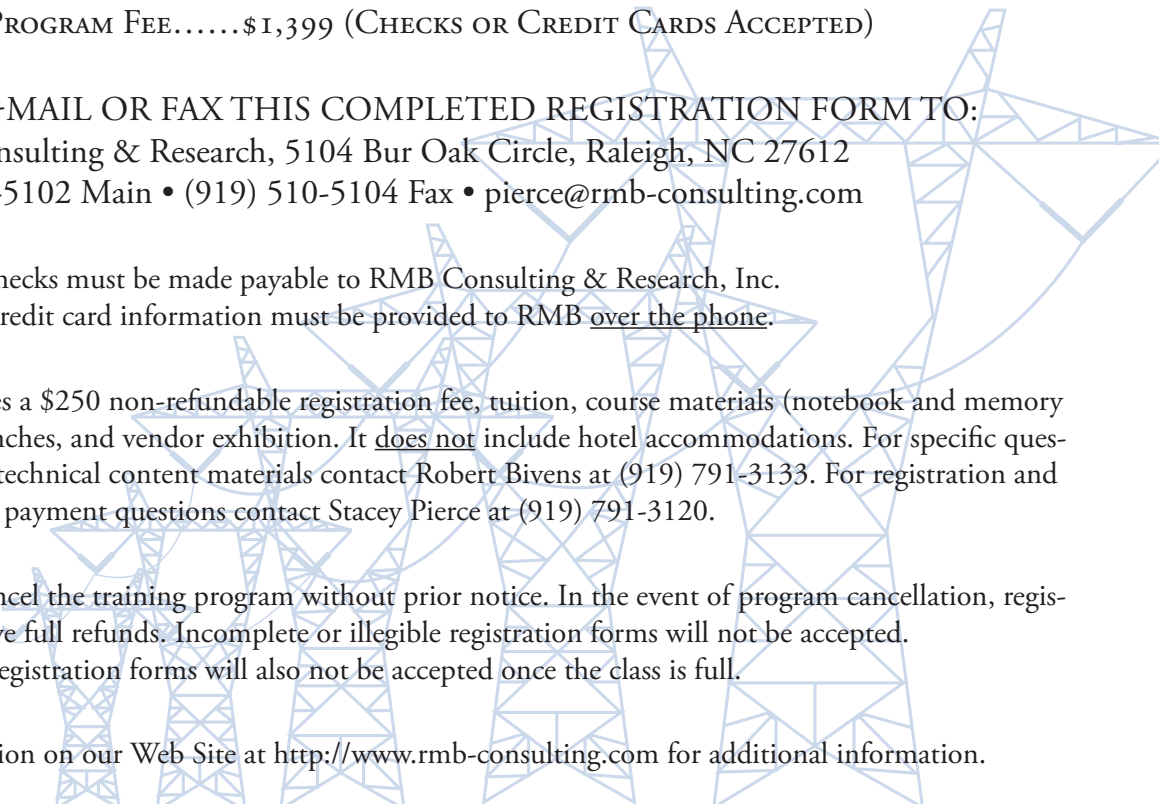 Program Fee......$1,399 (Checks or Credit Cards Accepted)
-MAIL OR FAX THIS COMPLETED REGISTRATION FORM TO:
nsulting & Research, 5104 Bur Oak Circle, Raleigh, NC 27612
-5102 Main • (919) 510-5104 Fax • pierce@rmb-consulting.com
hecks must be made payable to RMB Consulting & Research, Inc.
redit card information must be provided to RMB over the phone.
es a $250 non-refundable registration fee, tuition, course materials (notebook and memory
nches, and vendor exhibition. It does not include hotel accommodations. For specific ques-
technical content materials contact Robert Bivens at (919) 791-3133. For registration and
payment questions contact Stacey Pierce at (919) 791-3120.
ncel the training program without prior notice. In the event of program cancellation, regis-
ve full refunds. Incomplete or illegible registration forms will not be accepted.
egistration forms will also not be accepted once the class is full.
ion on our Web Site at http://www.rmb-consulting.com for additional information.